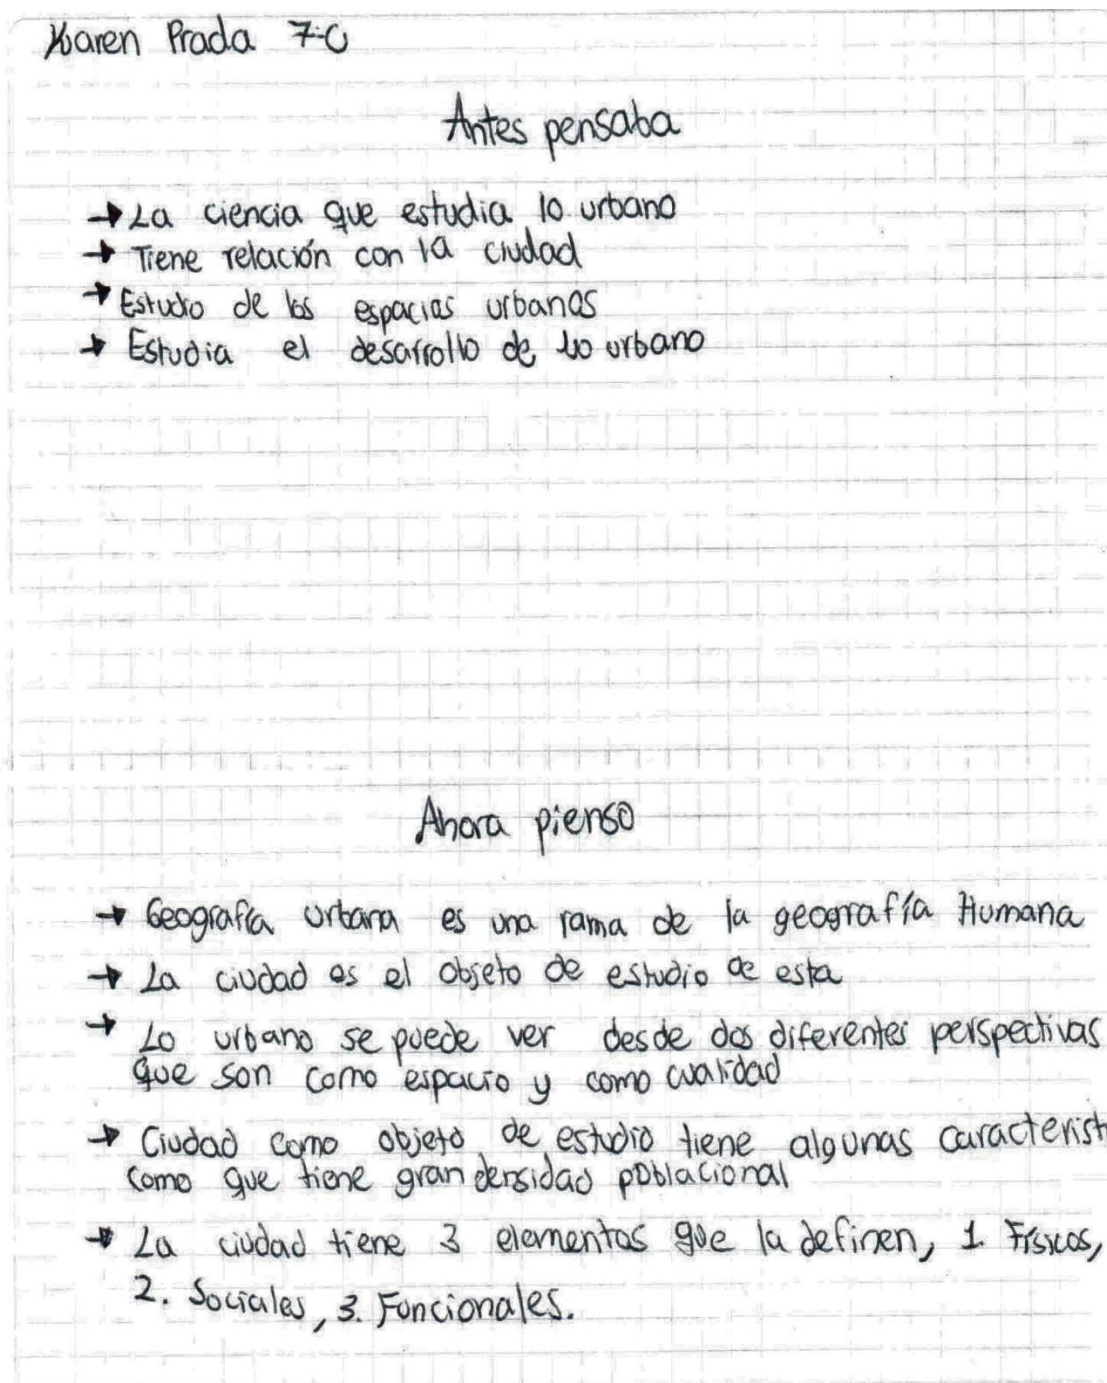 Karen Prada 7-C
Antes pensaba
→ La ciencia que estudia lo urbano
→ Tiene relación con la ciudad
→ Estudio de los espacios urbanos
→ Estudia el desarrollo de lo urbano
Ahora pienso
→ Geografía urbana es una rama de la geografía Humana
→ La ciudad es el objeto de estudio de esta
→ Lo urbano se puede ver desde dos diferentes perspectivas
que son como espacio y como cualidad
→ Ciudad como objeto de estudio tiene algunas caracterist
como que tiene gran densidad poblacional
→ La ciudad tiene 3 elementos que la definen, 1. Físicos,
2. Sociales, 3. Funcionales.